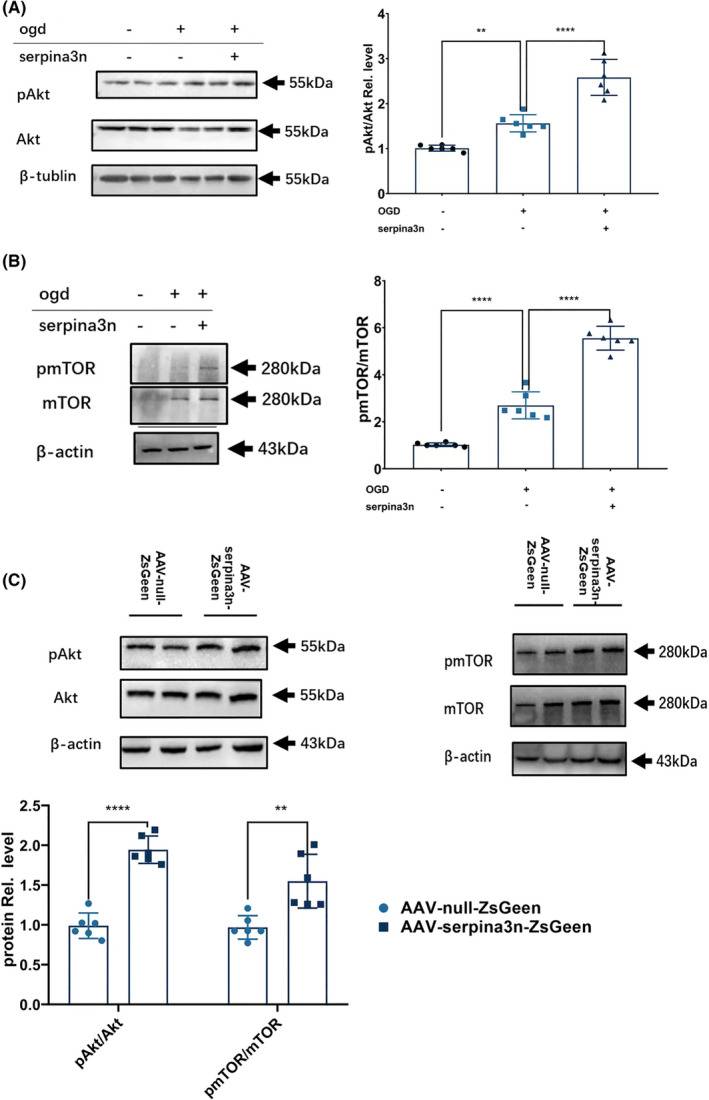 (A)
ogd - + +
serpina3n - - +
pAkt 55kDa
Akt 55kDa
β-tublin 55kDa
pAkt/Akt Rel. level
4
3
2
1
0
** ****
OGD - + +
serpina3n - - +
(B)
ogd - + +
serpina3n - - +
pmTOR 280kDa
mTOR 280kDa
β-actin 43kDa
pmTOR/mTOR
8
6
4
2
0
**** ****
OGD - + +
serpina3n - - +
(C)
AAV-null-
ZsGeen
AAV-
serpina3n-
ZsGeen
pAkt 55kDa
Akt 55kDa
β-actin 43kDa
AAV-null-
ZsGeen
AAV-
serpina3n-
ZsGeen
pmTOR 280kDa
mTOR 280kDa
β-actin 43kDa
protein Rel. level
2.5
2.0
1.5
1.0
0.5
0.0
**** **
pAkt/Akt
pmTOR/mTOR
AAV-null-ZsGeen
AAV-serpina3n-ZsGeen